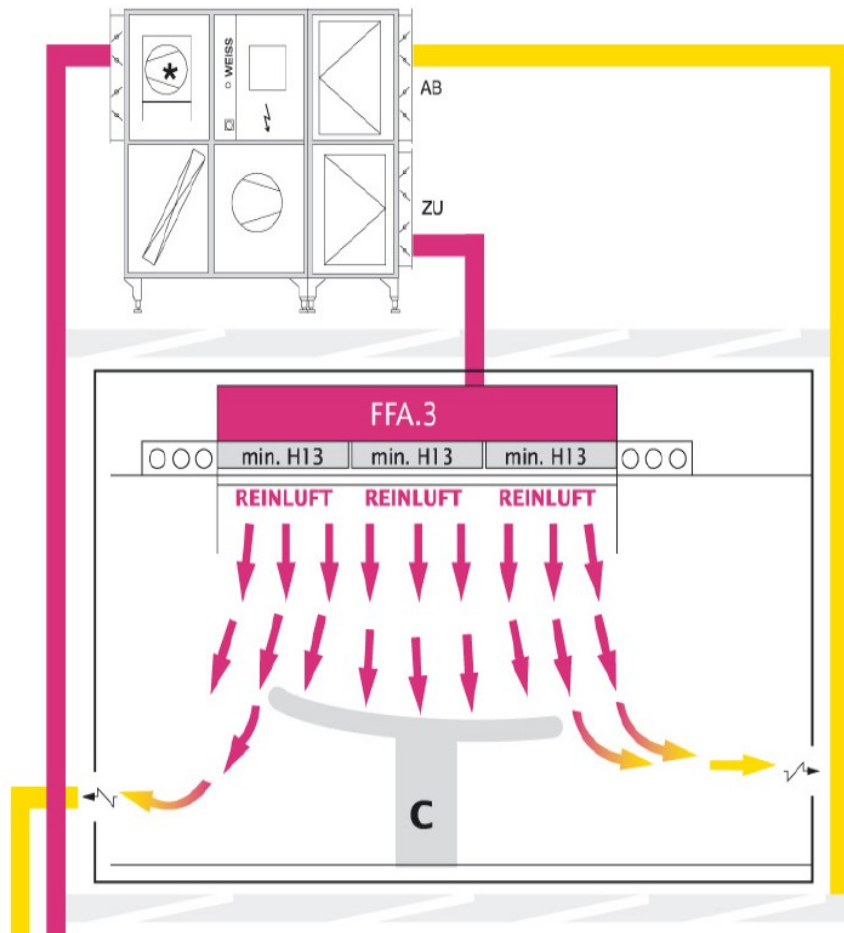 *
WEISS
AB
ZU
FFA.3
min. H13 min. H13 min. H13
REINLUFT REINLUFT REINLUFT
C